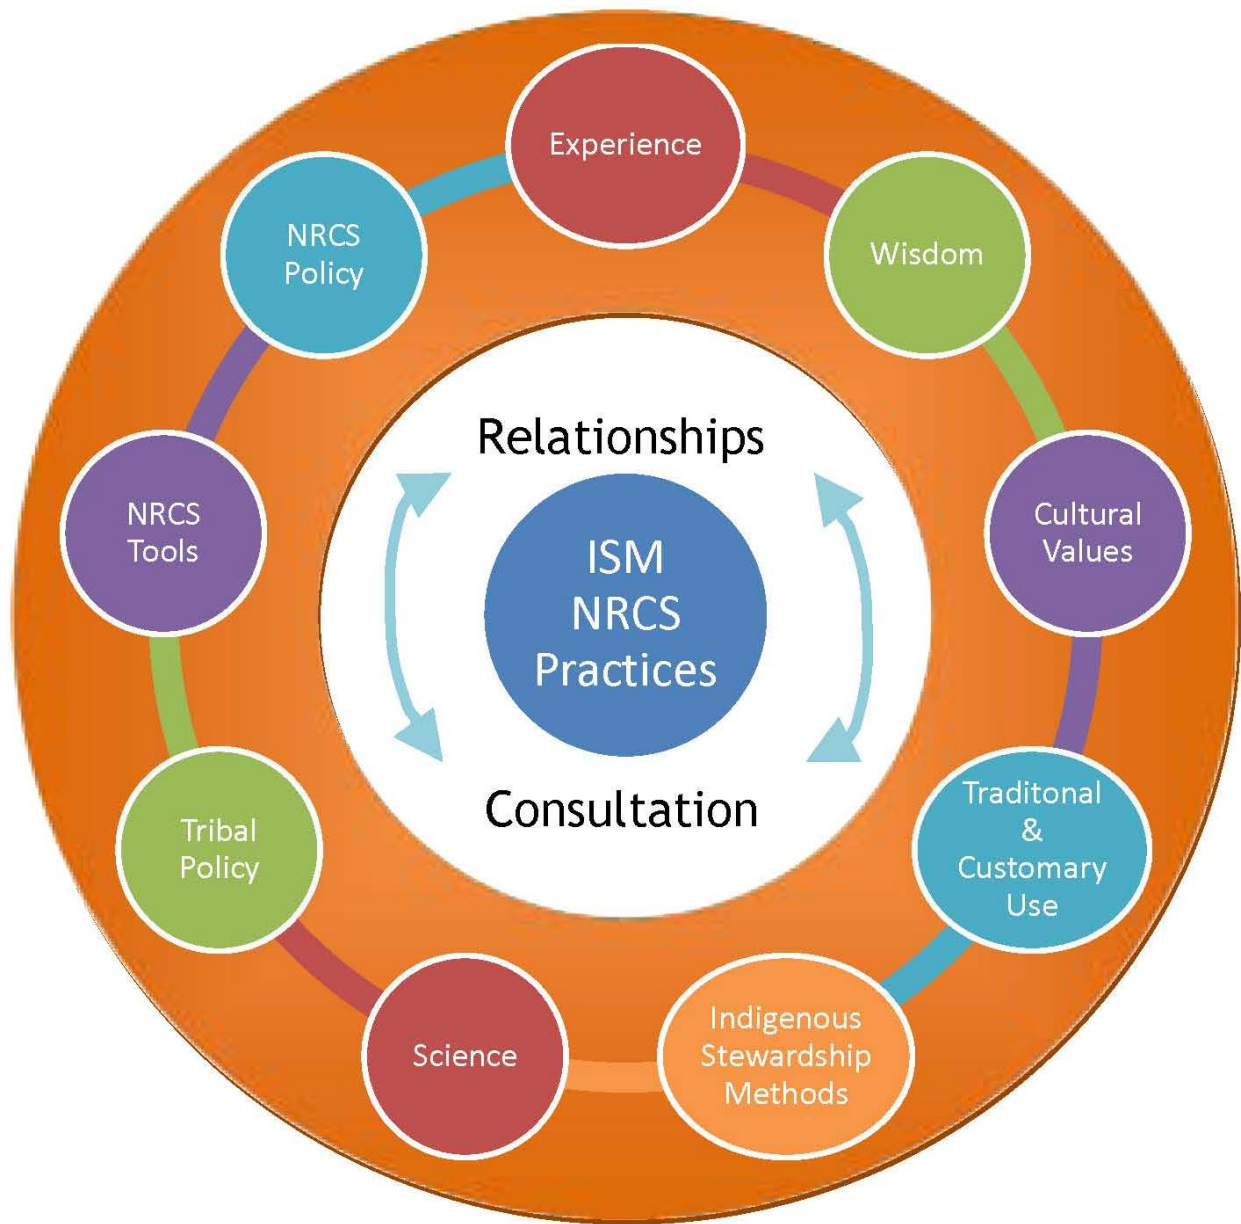 Experience
Wisdom
Cultural
Values
Traditonal
&
Customary
Use
Indigenous
Stewardship
Methods
Science
Tribal
Policy
NRCS
Tools
NRCS
Policy
Relationships
ISM
NRCS
Practices
Consultation